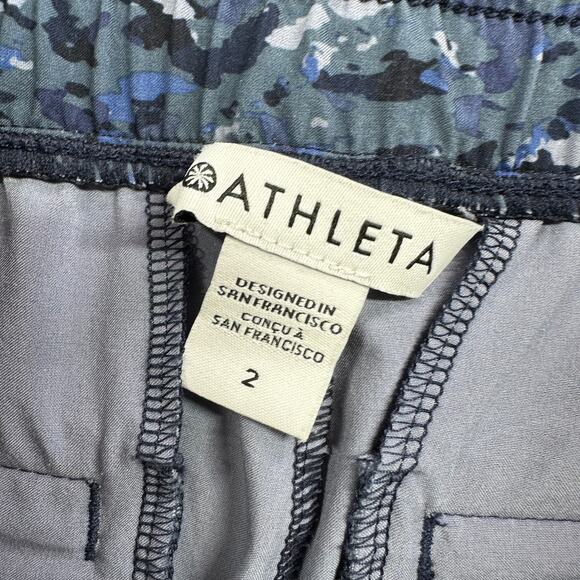 ATHLETA
DESIGNED IN
SAN FRANCISCO
CONÇU À
SAN FRANCISCO
2